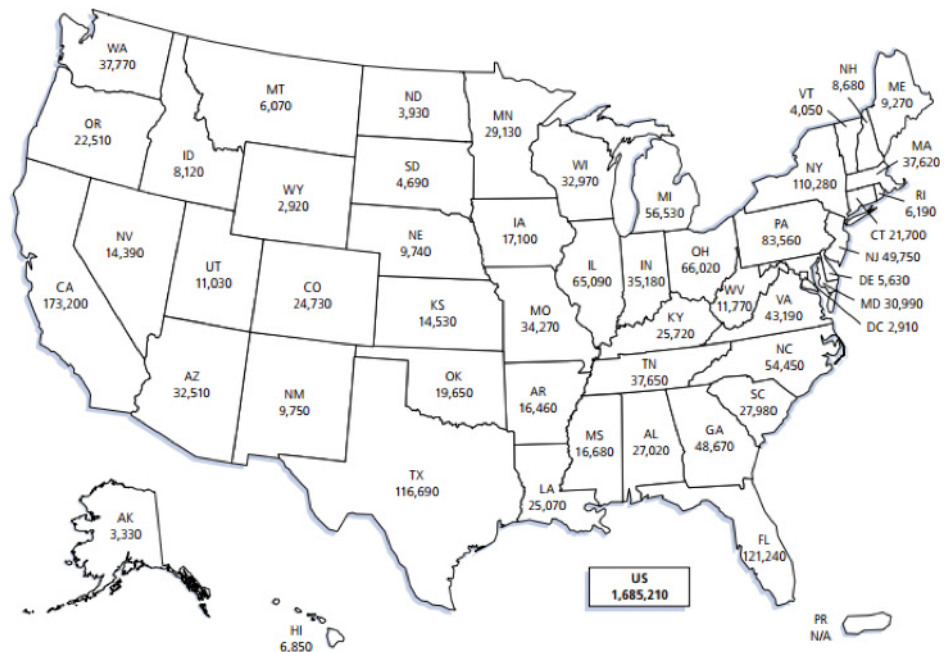 WA
37,770
MT
6,070
ND
3,930
MN
29,130
OR
22,510
ID
8,120
SD
4,690
WI
32,970
NH
8,680
VT
4,050
ME
9,270
MA
37,620
NY
110,280
RI
6,190
CT 21,700
WY
2,920
MI
56,530
NV
14,390
NE
9,740
IA
17,100
PA
83,560
NJ 49,750
DE 5,630
MD 30,990
DC 2,910
UT
11,030
CO
24,730
IL
65,090
IN
35,180
OH
66,020
WV
11,770
VA
43,190
CA
173,200
KS
14,530
MO
34,270
KY
25,720
NC
54,450
TN
37,650
AZ
32,510
NM
9,750
OK
19,650
AR
16,460
SC
27,980
MS
16,680
AL
27,020
GA
48,670
TX
116,690
LA
25,070
AK
3,330
FL
121,240
US
1,685,210
HI
6,850
PR
N/A